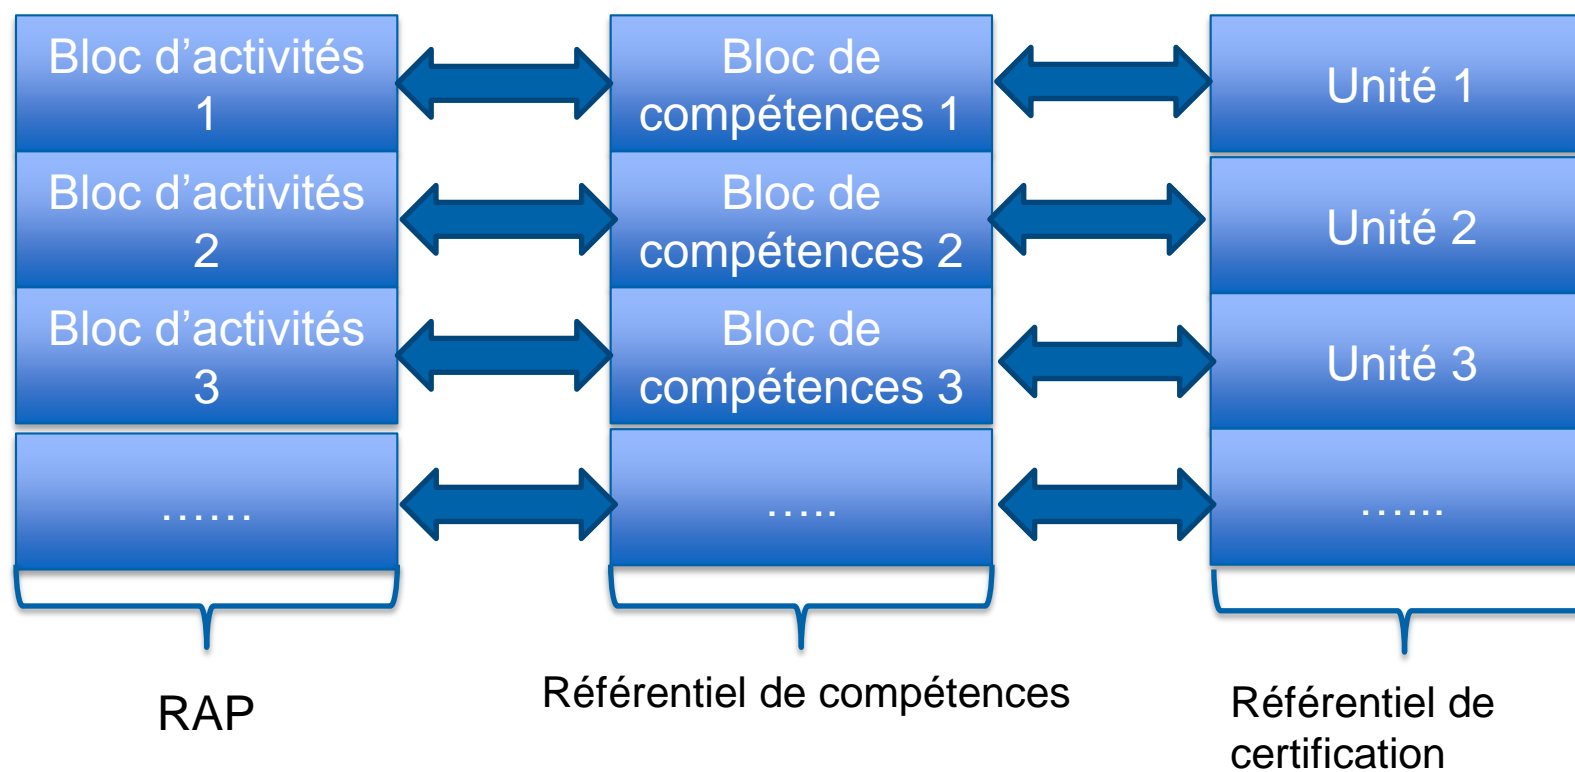 Bloc d’activités
1
Bloc de
compétences 1
Unité 1
Bloc d’activités
2
Bloc de
compétences 2
Unité 2
Bloc d’activités
3
Bloc de
compétences 3
Unité 3
……
…..
…...
RAP
Référentiel de compétences
Référentiel de
certification